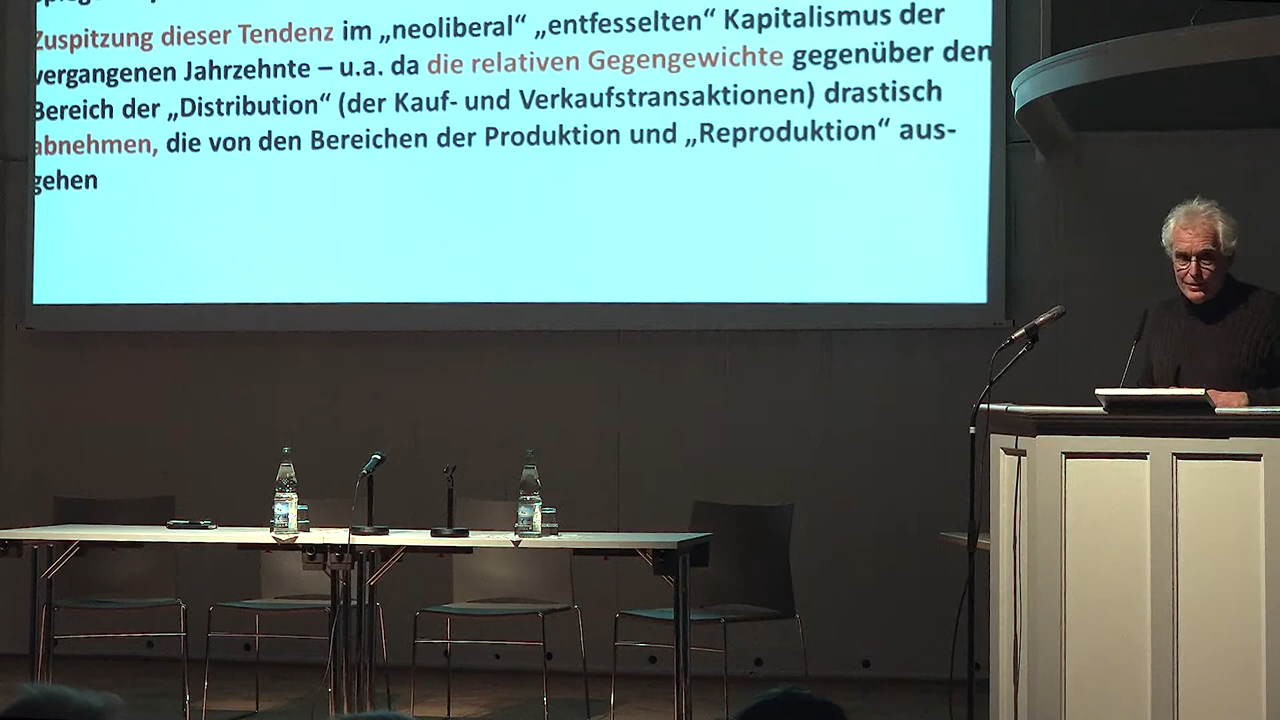 Zuspitzung dieser Tendenz im „neoliberal“ „entfesselten“ Kapitalismus der
vergangenen Jahrzehnte – u.a. da die relativen Gegengewichte gegenüber den
Bereich der „Distribution“ (der Kauf- und Verkaufstransaktionen) drastisch
abnehmen, die von den Bereichen der Produktion und „Reproduktion“ aus-
gehen